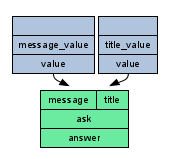 message_value title_value
value value
message title
ask
answer